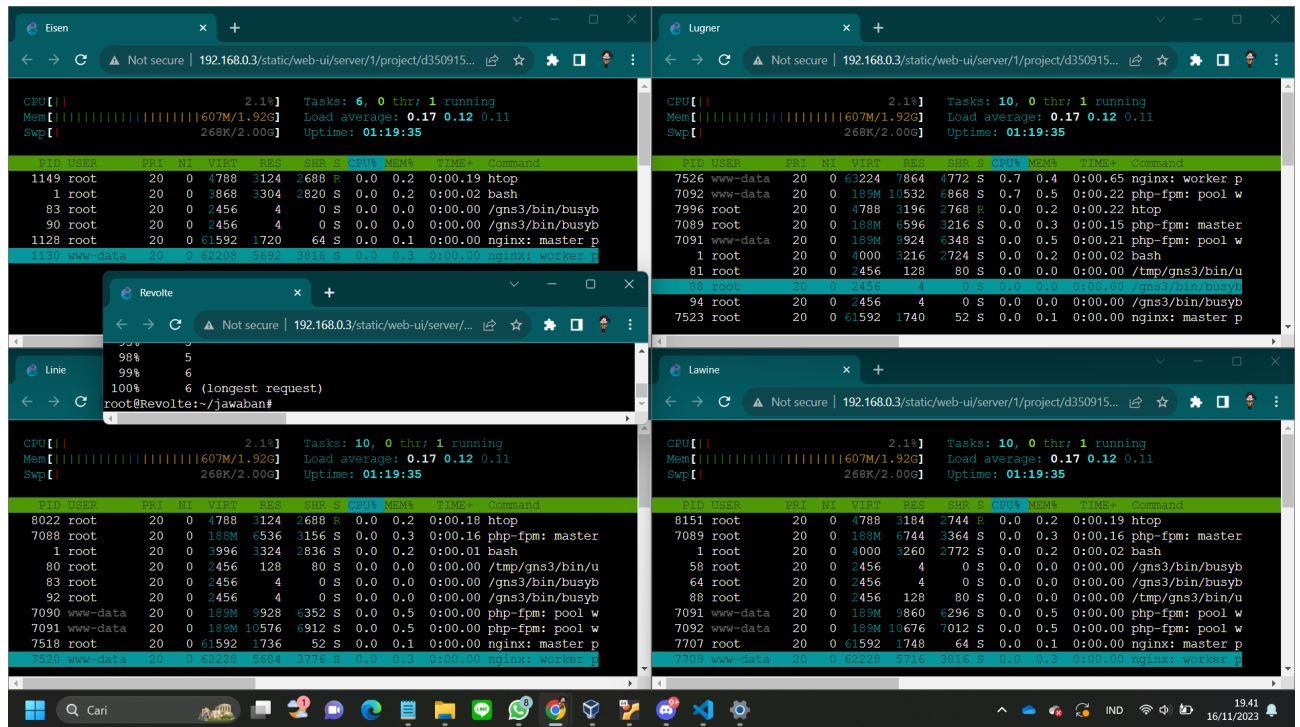 Eisen
Not secure | 192.168.0.3/static/web-ui/server/1/project/d350915...
CPU[|| 2.1%] Tasks: 6, 0 thr; 1 running
Mem[||||||||||||||||||||607M/1.92G] Load average: 0.17 0.12 0.11
Swp[| 268K/2.00G] Uptime: 01:19:35
PID USER PRI NI VIRT RES SHR S CPU% MEM% TIME+ Command
1149 root 20 0 4788 3124 2688 R 0.0 0.2 0:00.19 htop
1 root 20 0 3868 3304 2820 S 0.0 0.2 0:00.02 bash
83 root 20 0 2456 4 0 S 0.0 0.0 0:00.00 /gns3/bin/busyb
90 root 20 0 2456 4 0 S 0.0 0.0 0:00.00 /gns3/bin/busyb
1128 root 20 0 61592 1720 64 S 0.0 0.1 0:00.00 nginx: master p
1130 www-data 20 0 62208 5692 3816 S 0.0 0.3 0:00.00 nginx: worker p
Lugner
Not secure | 192.168.0.3/static/web-ui/server/1/project/d350915...
CPU[|| 2.1%] Tasks: 10, 0 thr; 1 running
Mem[||||||||||||||||||||607M/1.92G] Load average: 0.17 0.12 0.11
Swp[| 268K/2.00G] Uptime: 01:19:35
PID USER PRI NI VIRT RES SHR S CPU% MEM% TIME+ Command
7526 www-data 20 0 63224 7864 4772 S 0.7 0.4 0:00.65 nginx: worker p
7092 www-data 20 0 189M 10532 6868 S 0.7 0.5 0:00.22 php-fpm: pool w
7996 root 20 0 4788 3196 2768 R 0.0 0.2 0:00.22 htop
7089 root 20 0 188M 6596 3216 S 0.0 0.3 0:00.15 php-fpm: master
7091 www-data 20 0 189M 9924 6348 S 0.0 0.5 0:00.21 php-fpm: pool w
1 root 20 0 4000 3216 2724 S 0.0 0.2 0:00.02 bash
81 root 20 0 2456 128 80 S 0.0 0.0 0:00.00 /tmp/gns3/bin/u
88 root 20 0 2456 4 0 S 0.0 0.0 0:00.00 /gns3/bin/busyb
94 root 20 0 2456 4 0 S 0.0 0.0 0:00.00 /gns3/bin/busyb
7523 root 20 0 61592 1740 52 S 0.0 0.1 0:00.00 nginx: master p
Revolte
Not secure | 192.168.0.3/static/web-ui/server/...
98% 5
99% 6
100% 6 (longest request)
root@Revolte:~/jawaban#
Linie
CPU[|| 2.1%] Tasks: 10, 0 thr; 1 running
Mem[||||||||||||||||||||607M/1.92G] Load average: 0.17 0.12 0.11
Swp[| 268K/2.00G] Uptime: 01:19:35
PID USER PRI NI VIRT RES SHR S CPU% MEM% TIME+ Command
8022 root 20 0 4788 3124 2688 R 0.0 0.2 0:00.18 htop
7088 root 20 0 188M 6536 3156 S 0.0 0.3 0:00.16 php-fpm: master
1 root 20 0 3996 3324 2836 S 0.0 0.2 0:00.01 bash
80 root 20 0 2456 128 80 S 0.0 0.0 0:00.00 /tmp/gns3/bin/u
83 root 20 0 2456 4 0 S 0.0 0.0 0:00.00 /gns3/bin/busyb
92 root 20 0 2456 4 0 S 0.0 0.0 0:00.00 /gns3/bin/busyb
7090 www-data 20 0 189M 9928 6352 S 0.0 0.5 0:00.00 php-fpm: pool w
7091 www-data 20 0 189M 10576 6912 S 0.0 0.5 0:00.00 php-fpm: pool w
7518 root 20 0 61592 1736 52 S 0.0 0.1 0:00.00 nginx: master p
7520 www-data 20 0 62228 5684 3776 S 0.0 0.3 0:00.00 nginx: worker p
Lawine
Not secure | 192.168.0.3/static/web-ui/server/1/project/d350915...
CPU[|| 2.1%] Tasks: 10, 0 thr; 1 running
Mem[||||||||||||||||||||607M/1.92G] Load average: 0.17 0.12 0.11
Swp[| 268K/2.00G] Uptime: 01:19:35
PID USER PRI NI VIRT RES SHR S CPU% MEM% TIME+ Command
8151 root 20 0 4788 3184 2744 R 0.0 0.2 0:00.19 htop
7089 root 20 0 188M 6744 3364 S 0.0 0.3 0:00.16 php-fpm: master
1 root 20 0 4000 3260 2772 S 0.0 0.2 0:00.02 bash
58 root 20 0 2456 4 0 S 0.0 0.0 0:00.00 /gns3/bin/busyb
64 root 20 0 2456 4 0 S 0.0 0.0 0:00.00 /gns3/bin/busyb
88 root 20 0 2456 128 80 S 0.0 0.0 0:00.00 /tmp/gns3/bin/u
7091 www-data 20 0 189M 9860 6296 S 0.0 0.5 0:00.00 php-fpm: pool w
7092 www-data 20 0 189M 10676 7012 S 0.0 0.5 0:00.00 php-fpm: pool w
7707 root 20 0 61592 1748 64 S 0.0 0.1 0:00.00 nginx: master p
7709 www-data 20 0 62228 5716 3816 S 0.0 0.3 0:00.00 nginx: worker p
Cari
1
8
IND
19.41
16/11/2023